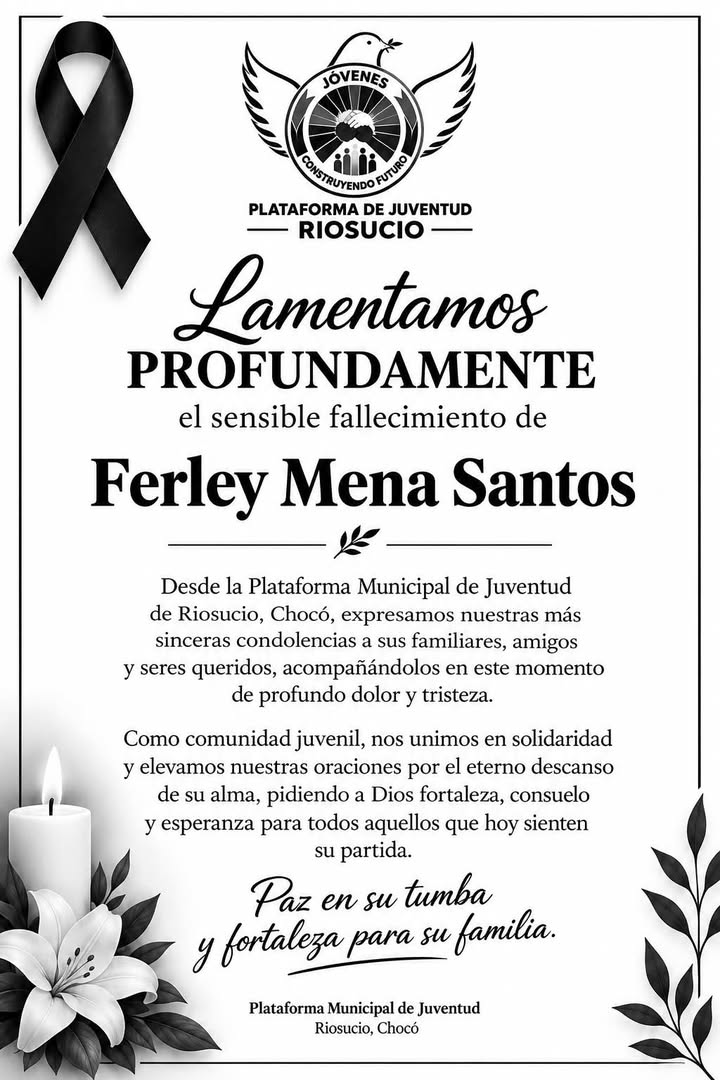 JÓVENES
CONSTRUYENDO FUTURO
PLATAFORMA DE JUVENTUD
RIOSUCIO
Lamentamos
PROFUNDAMENTE
el sensible fallecimiento de
Ferley Mena Santos
Desde la Plataforma Municipal de Juventud
de Riosucio, Chocó, expresamos nuestras más
sinceras condolencias a sus familiares, amigos
y seres queridos, acompañándolos en este momento
de profundo dolor y tristeza.
Como comunidad juvenil, nos unimos en solidaridad
y elevamos nuestras oraciones por el eterno descanso
de su alma, pidiendo a Dios fortaleza, consuelo
y esperanza para todos aquellos que hoy sienten
su partida.
Paz en su tumba
y fortaleza para su familia.
Plataforma Municipal de Juventud
Riosucio, Chocó